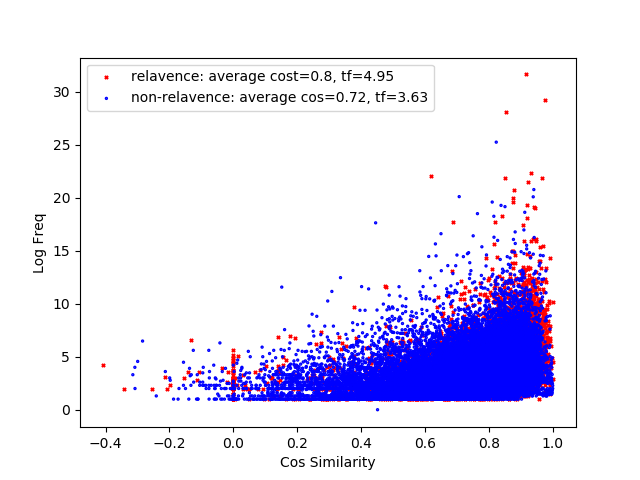 relavence: average cost=0.8, tf=4.95
non-relavence: average cos=0.72, tf=3.63
30
25
20
15
10
5
0
Log Freq
−0.4 −0.2 0.0 0.2 0.4 0.6 0.8 1.0
Cos Similarity